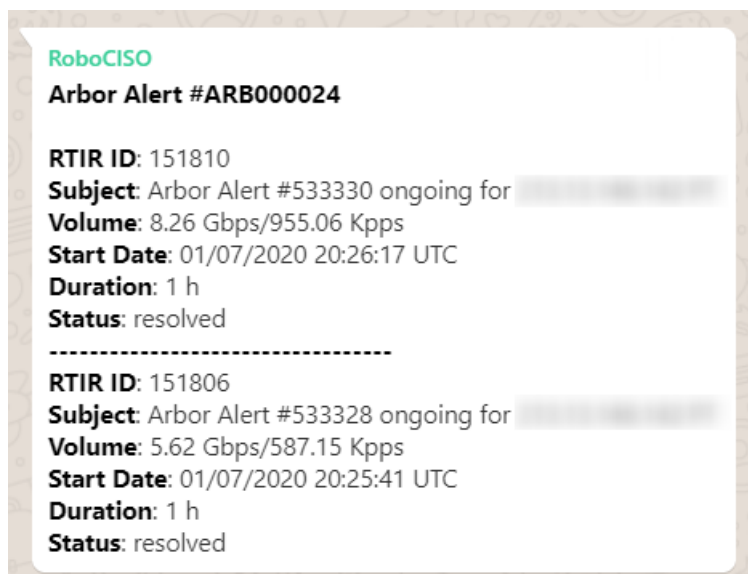 RoboCISO
Arbor Alert #ARB000024
RTIR ID: 151810
Subject: Arbor Alert #533330 ongoing for
Volume: 8.26 Gbps/955.06 Kpps
Start Date: 01/07/2020 20:26:17 UTC
Duration: 1 h
Status: resolved
----------------------------------
RTIR ID: 151806
Subject: Arbor Alert #533328 ongoing for
Volume: 5.62 Gbps/587.15 Kpps
Start Date: 01/07/2020 20:25:41 UTC
Duration: 1 h
Status: resolved